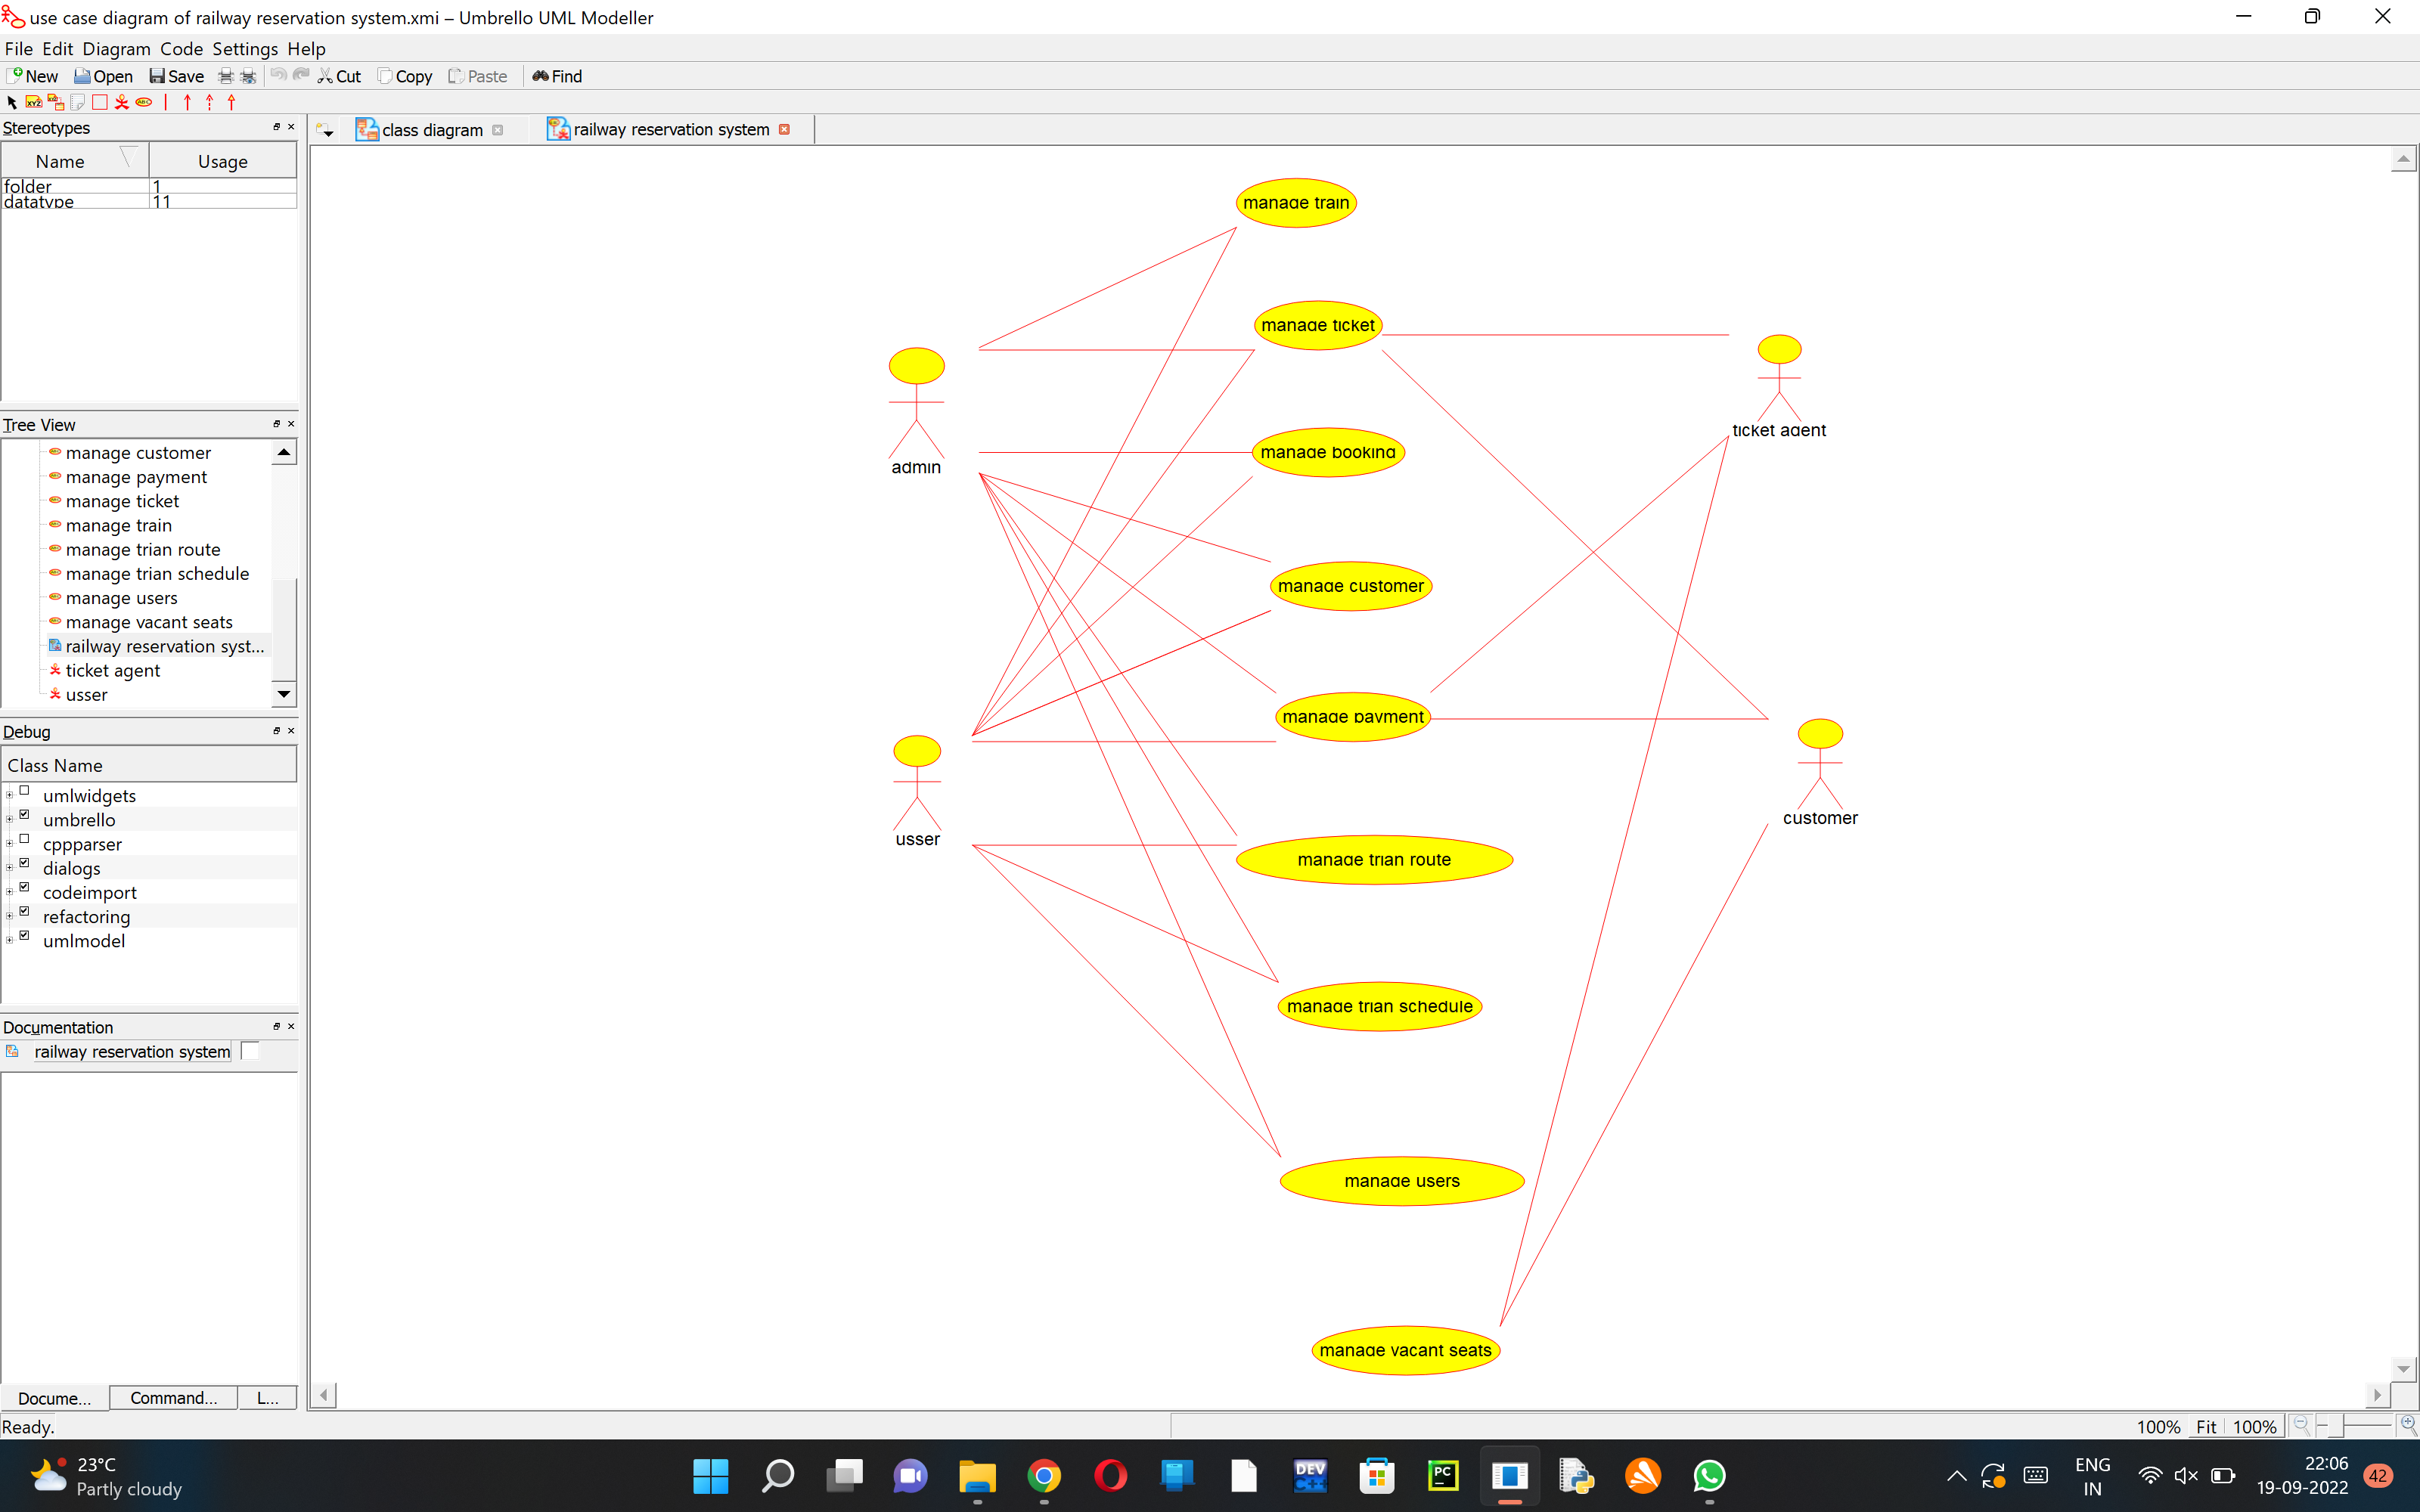 use case diagram of railway reservation system.xmi – Umbrello UML Modeller
File Edit Diagram Code Settings Help
New Open Save Cut Copy Paste Find
Stereotypes
class diagram
railway reservation system
Name Usage
folder 1
datatype 11
Tree View
manage customer
manage payment
manage ticket
manage train
manage trian route
manage trian schedule
manage users
manage vacant seats
railway reservation syst...
ticket agent
usser
Debug
Class Name
umlwidgets
umbrello
cppparser
dialogs
codeimport
refactoring
umlmodel
Documentation
railway reservation system
Docume... Command... L...
manage train
manage ticket
manage booking
manage customer
manage payment
manage trian route
manage trian schedule
manage users
manage vacant seats
admin
usser
ticket agent
customer
Ready.
100% Fit 100%
23°C
Partly cloudy
DEV
C++
PC
ENG
IN
22:06
19-09-2022
42